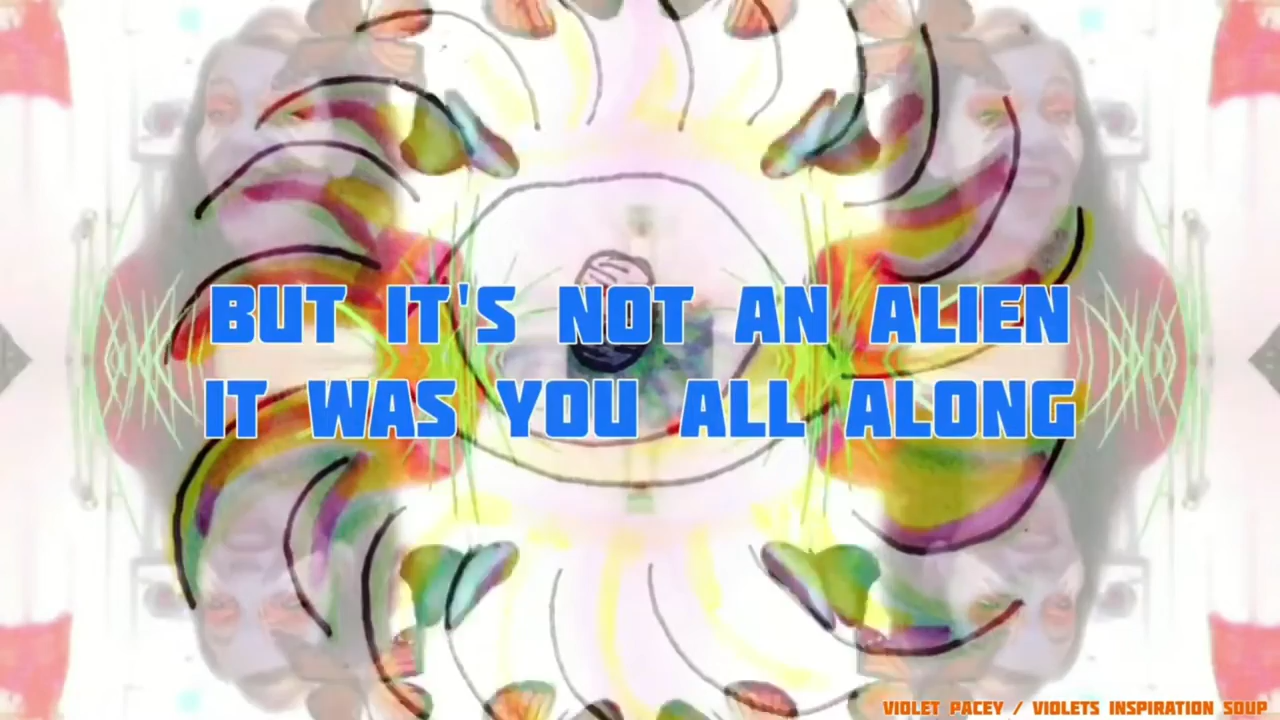 BUT IT'S NOT AN ALIEN
IT WAS YOU ALL ALONG
VIOLET PACEY / VIOLETS INSPIRATION SOUP